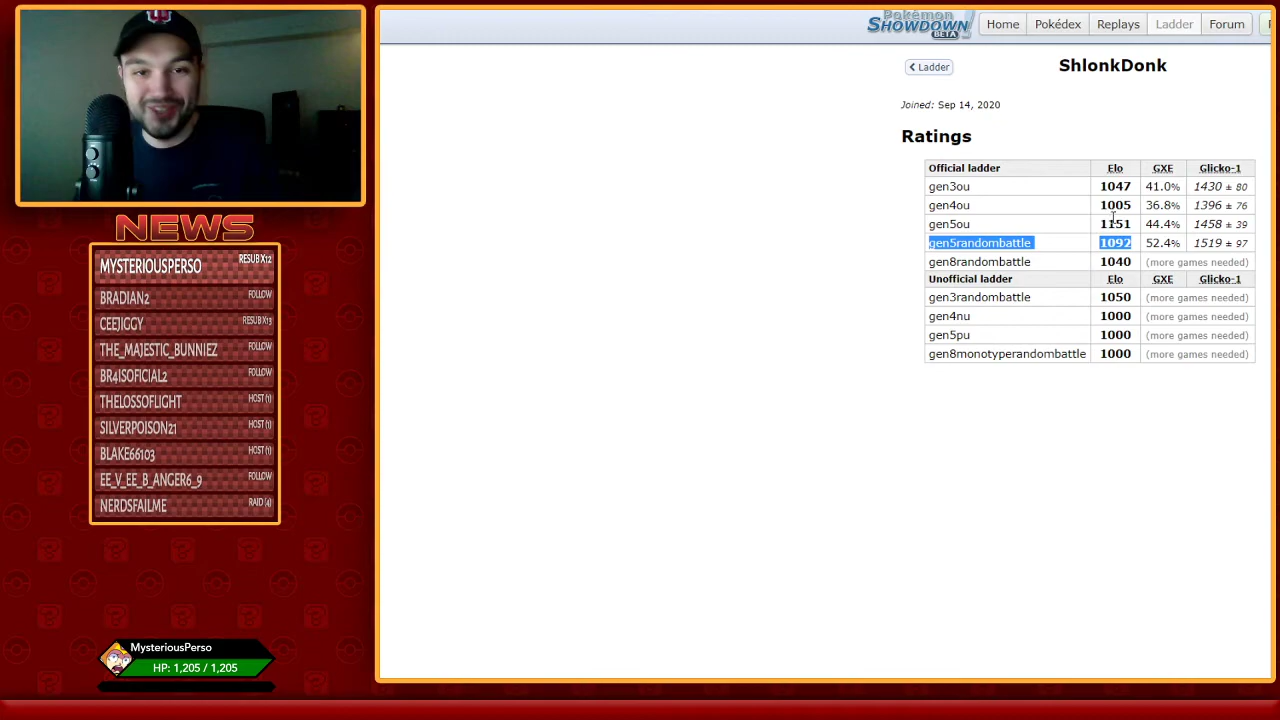 Pokémon
SHOWDOWN!
BETA
Home
Pokédex
Replays
Ladder
Forum
Ladder
ShlonkDonk
Joined: Sep 14, 2020
Ratings
Official ladder Elo GXE Glicko-1
gen3ou 1047 41.0% 1430 ± 80
gen4ou 1005 36.8% 1396 ± 76
gen5ou 1151 44.4% 1458 ± 39
gen5randombattle 1092 52.4% 1519 ± 97
gen8randombattle 1040 (more games needed)
Unofficial ladder Elo GXE Glicko-1
gen3randombattle 1050 (more games needed)
gen4nu 1000 (more games needed)
gen5pu 1000 (more games needed)
gen8monotyperandombattle 1000 (more games needed)
NEWS
MYSTERIOUSPERSO RESUB X12
BRADIAN2 FOLLOW
CEEJIGGY RESUB X13
THE_MAJESTIC_BUNNIEZ FOLLOW
BR4ISOFICIAL2 FOLLOW
THELOSSOFLIGHT HOST (1)
SILVERPOISON21 HOST (1)
BLAKE66103 HOST (1)
EE_V_EE_B_ANGER6_9 FOLLOW
NERDSFAILME RAID (4)
MysteriousPerso
HP: 1,205 / 1,205